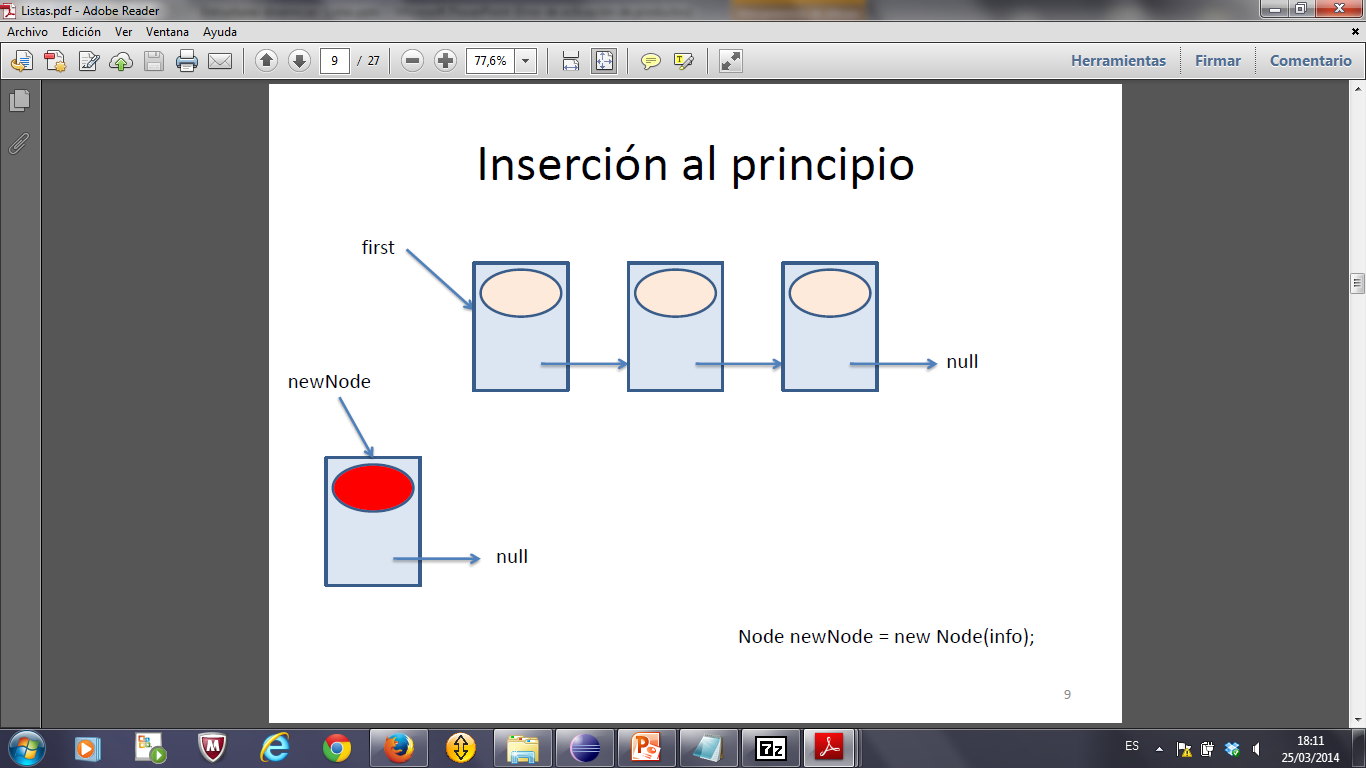 Listas.pdf - Adobe Reader
Archivo Edición Ver Ventana Ayuda
9 / 27 77,6% Herramientas Firmar Comentario
Inserción al principio
first
null
newNode
null
Node newNode = new Node(info);
9
ES 18:11
25/03/2014